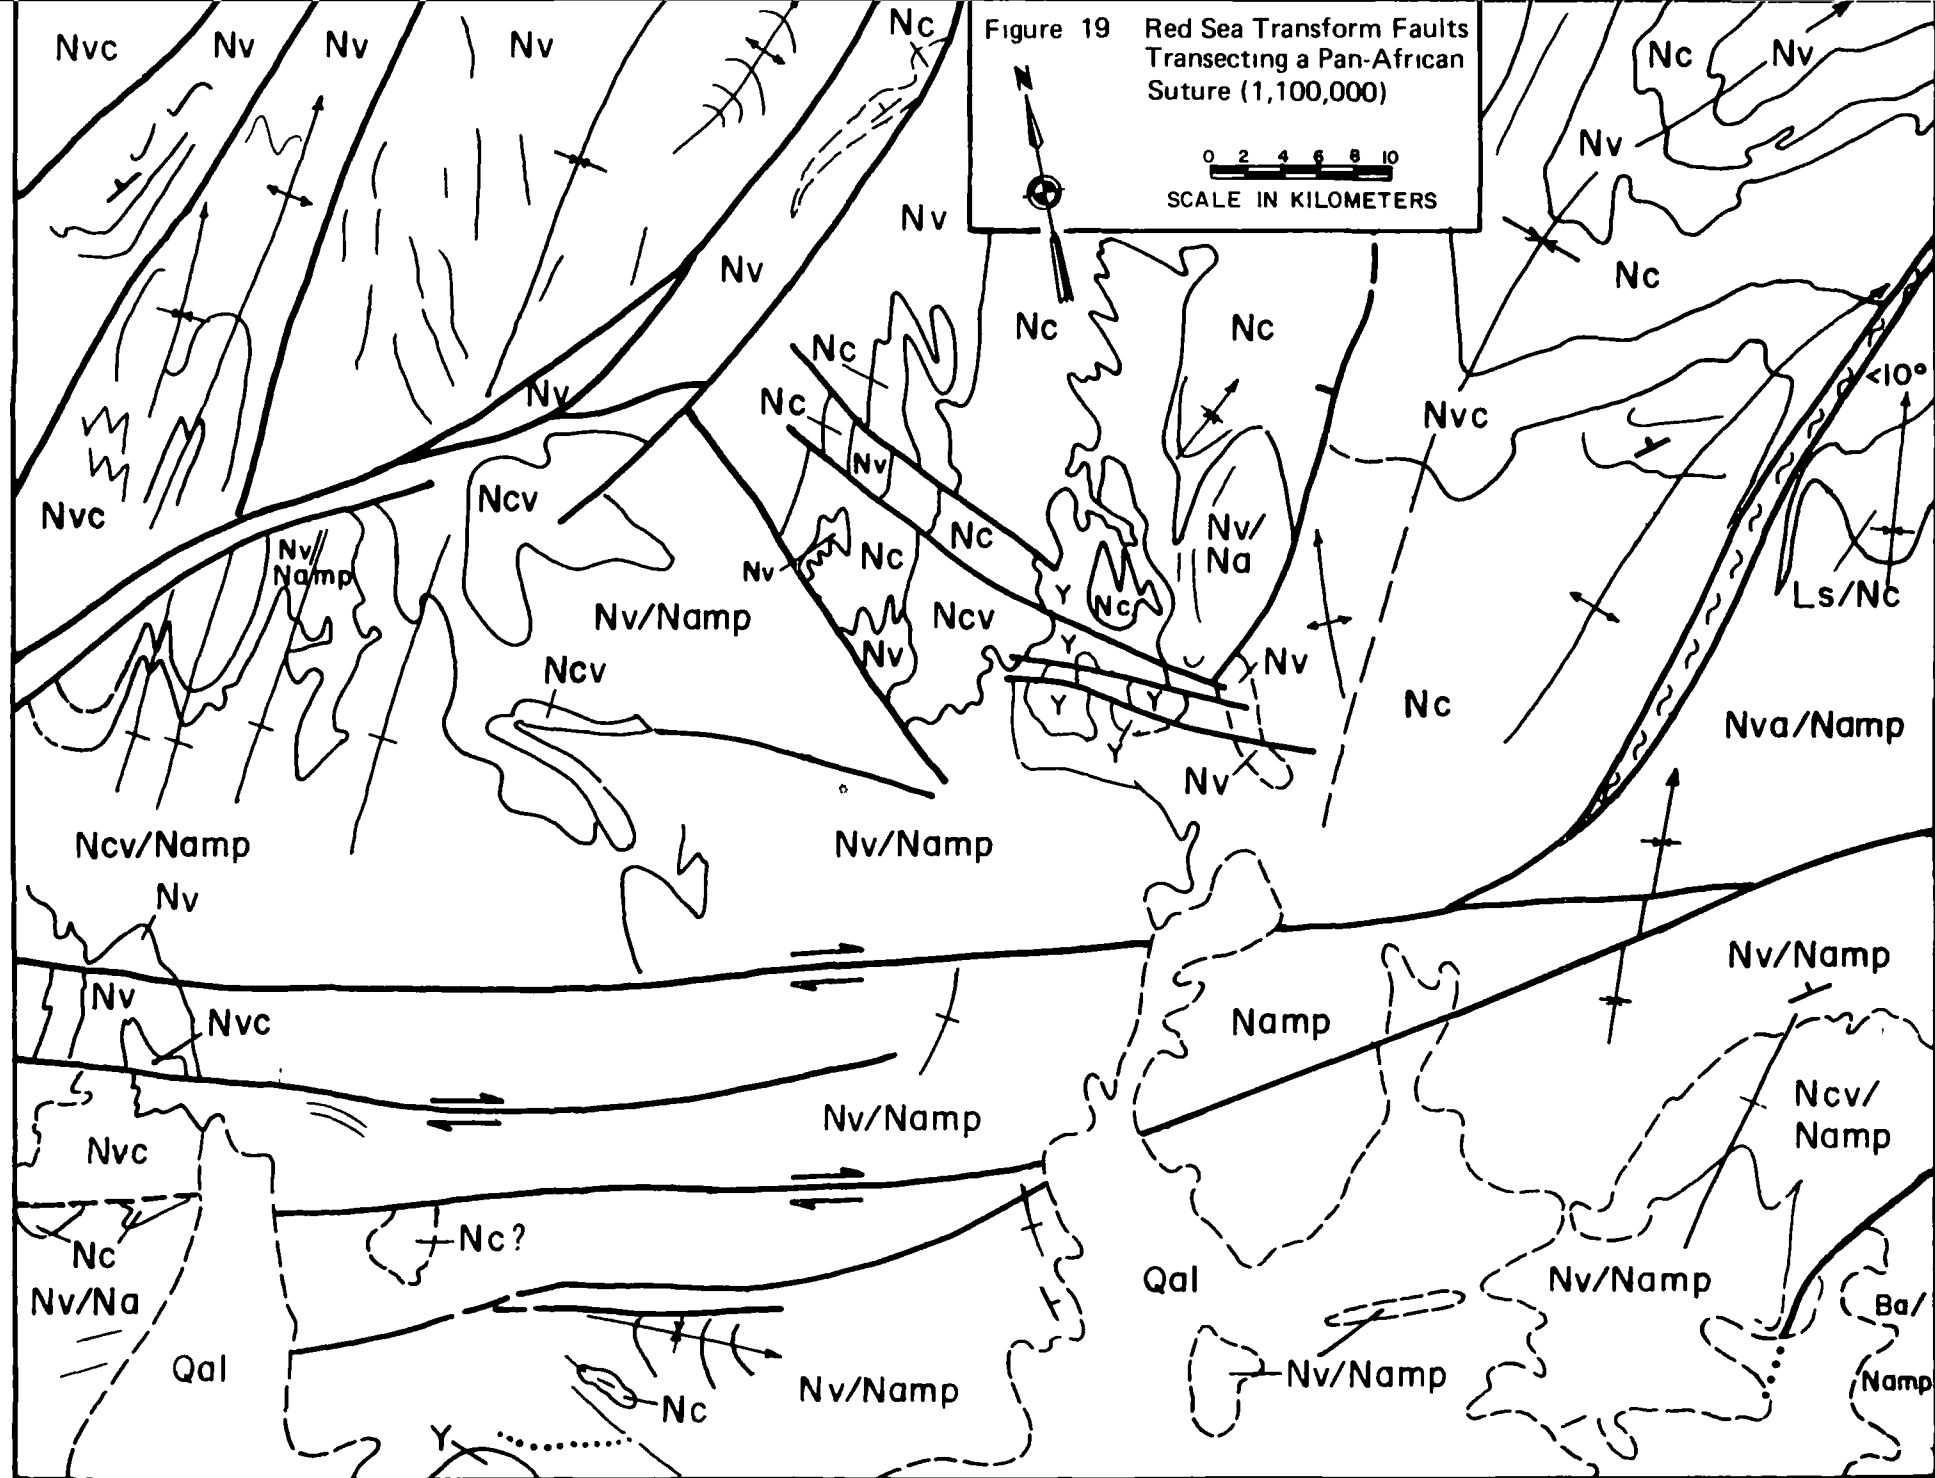 Figure 19 Red Sea Transform Faults
Transecting a Pan-African
Suture (1,100,000)
N
0 2 4 6 8 10
SCALE IN KILOMETERS
Nvc
Nv
Nv
Nv
Nc
Nc
Nv
Nv
Nv
Nv
Nc
Nc
Nc
Nc
<10°
Nv
Nc
Nvc
Nv
Ncv
Nvc
Nc
Nv/
Na
Nv/
Namp
Nv
Nc
Y
Nc
Ls/Nc
Nv/Namp
Ncv
Y
Nv
Nv
Ncv
Y
Y
Nc
Nva/Namp
Y
Nv
Ncv/Namp
Nv/Namp
Nv
Nv/Namp
Nv
Nvc
Namp
Ncv/
Namp
Nv/Namp
Nvc
Nc
Nc?
Qal
Nv/Namp
Nv/Na
Ba/
Namp
Qal
Nv/Namp
Nv/Namp
Nc
Y